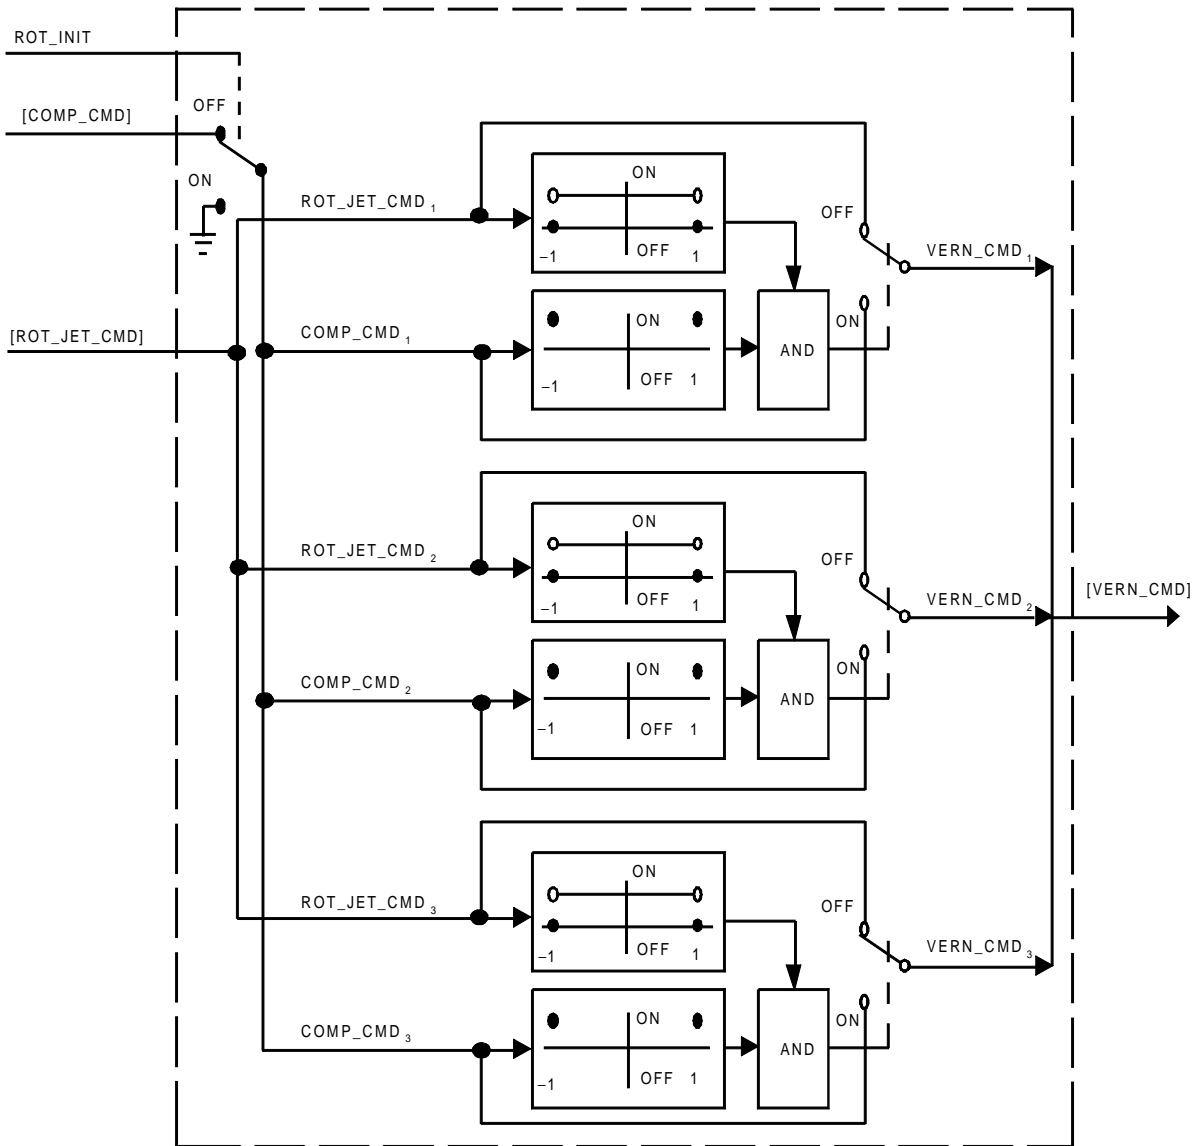 ROT_INIT
[COMP_CMD]
OFF
ON
[ROT_JET_CMD]
ROT_JET_CMD 1
ON
–1 OFF 1
COMP_CMD 1
ON
–1 OFF 1
AND
OFF
ON
VERN_CMD 1
ROT_JET_CMD 2
ON
–1 OFF 1
COMP_CMD 2
ON
–1 OFF 1
AND
OFF
ON
VERN_CMD 2
[VERN_CMD]
ROT_JET_CMD 3
ON
–1 OFF 1
COMP_CMD 3
ON
–1 OFF 1
AND
OFF
ON
VERN_CMD 3